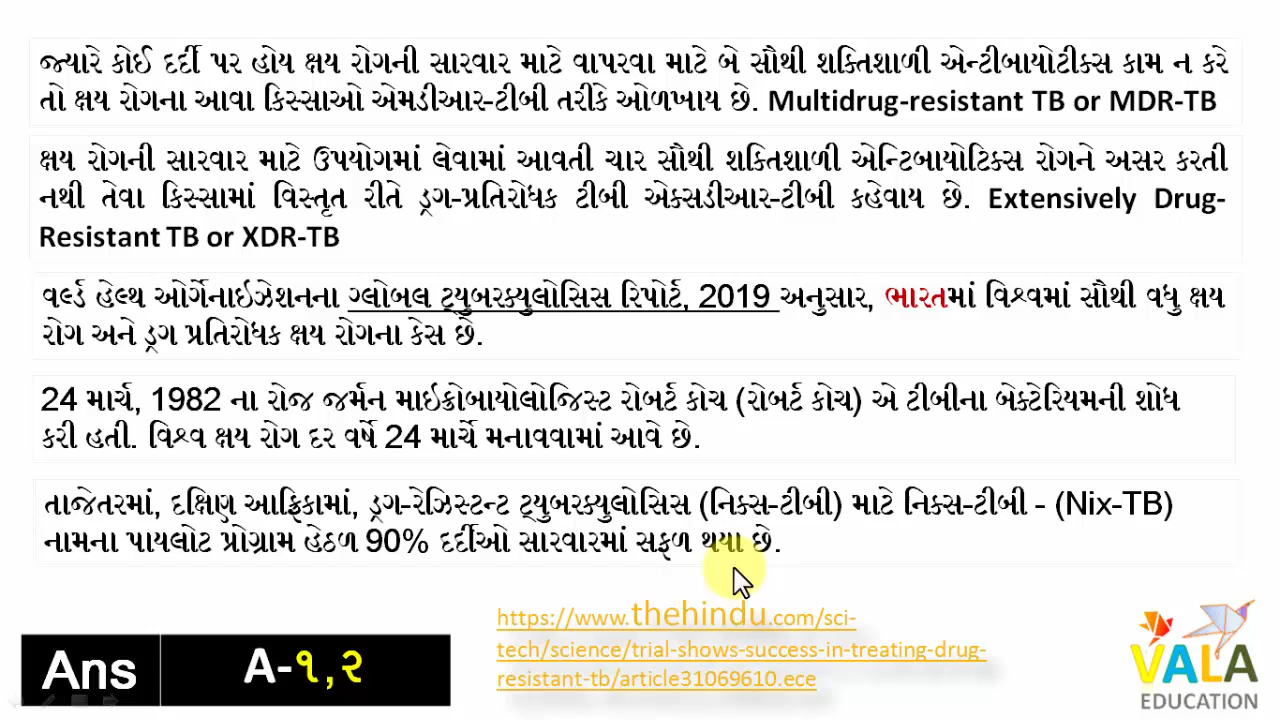 જ્યારે કોઈ દર્દી પર હોય ક્ષય રોગની સારવાર માટે વાપરવા માટે બે સૌથી શક્તિશાળી એન્ટીબાયોટીક્સ કામ ન કરે
તો ક્ષય રોગના આવા કિસ્સાઓ એમડીઆર-ટીબી તરીકે ઓળખાય છે. Multidrug-resistant TB or MDR-TB
ક્ષય રોગની સારવાર માટે ઉપયોગમાં લેવામાં આવતી ચાર સૌથી શક્તિશાળી એન્ટિબાયોટિક્સ રોગને અસર કરતી
નથી તેવા કિસ્સામાં વિસ્તૃત રીતે ડ્રગ-પ્રતિરોધક ટીબી એક્સડીઆર-ટીબી કહેવાય છે. Extensively Drug-
Resistant TB or XDR-TB
વર્લ્ડ હેલ્થ ઓર્ગેનાઇઝેશનના ગ્લોબલ ટ્યુબરક્યુલોસિસ રિપોર્ટ, 2019 અનુસાર, ભારતમાં વિશ્વમાં સૌથી વધુ ક્ષય
રોગ અને ડ્રગ પ્રતિરોધક ક્ષય રોગના કેસ છે.
24 માર્ચ, 1982 ના રોજ જર્મન માઇક્રોબાયોલોજિસ્ટ રોબર્ટ કોચ (રોબર્ટ કોચ) એ ટીબીના બેક્ટેરિયમની શોધ
કરી હતી. વિશ્વ ક્ષય રોગ દર વર્ષે 24 માર્ચે મનાવવામાં આવે છે.
તાજેતરમાં, દક્ષિણ આફ્રિકામાં, ડ્રગ-રેઝિસ્ટન્ટ ટ્યુબરક્યુલોસિસ (નિક્સ-ટીબી) માટે નિક્સ-ટીબી - (Nix-TB)
નામના પાયલોટ પ્રોગ્રામ હેઠળ 90% દર્દીઓ સારવારમાં સફળ થયા છે.
https://www.thehindu.com/sci-
tech/science/trial-shows-success-in-treating-drug-
resistant-tb/article31069610.ece
Ans A-૧,૨
VALA
EDUCATION